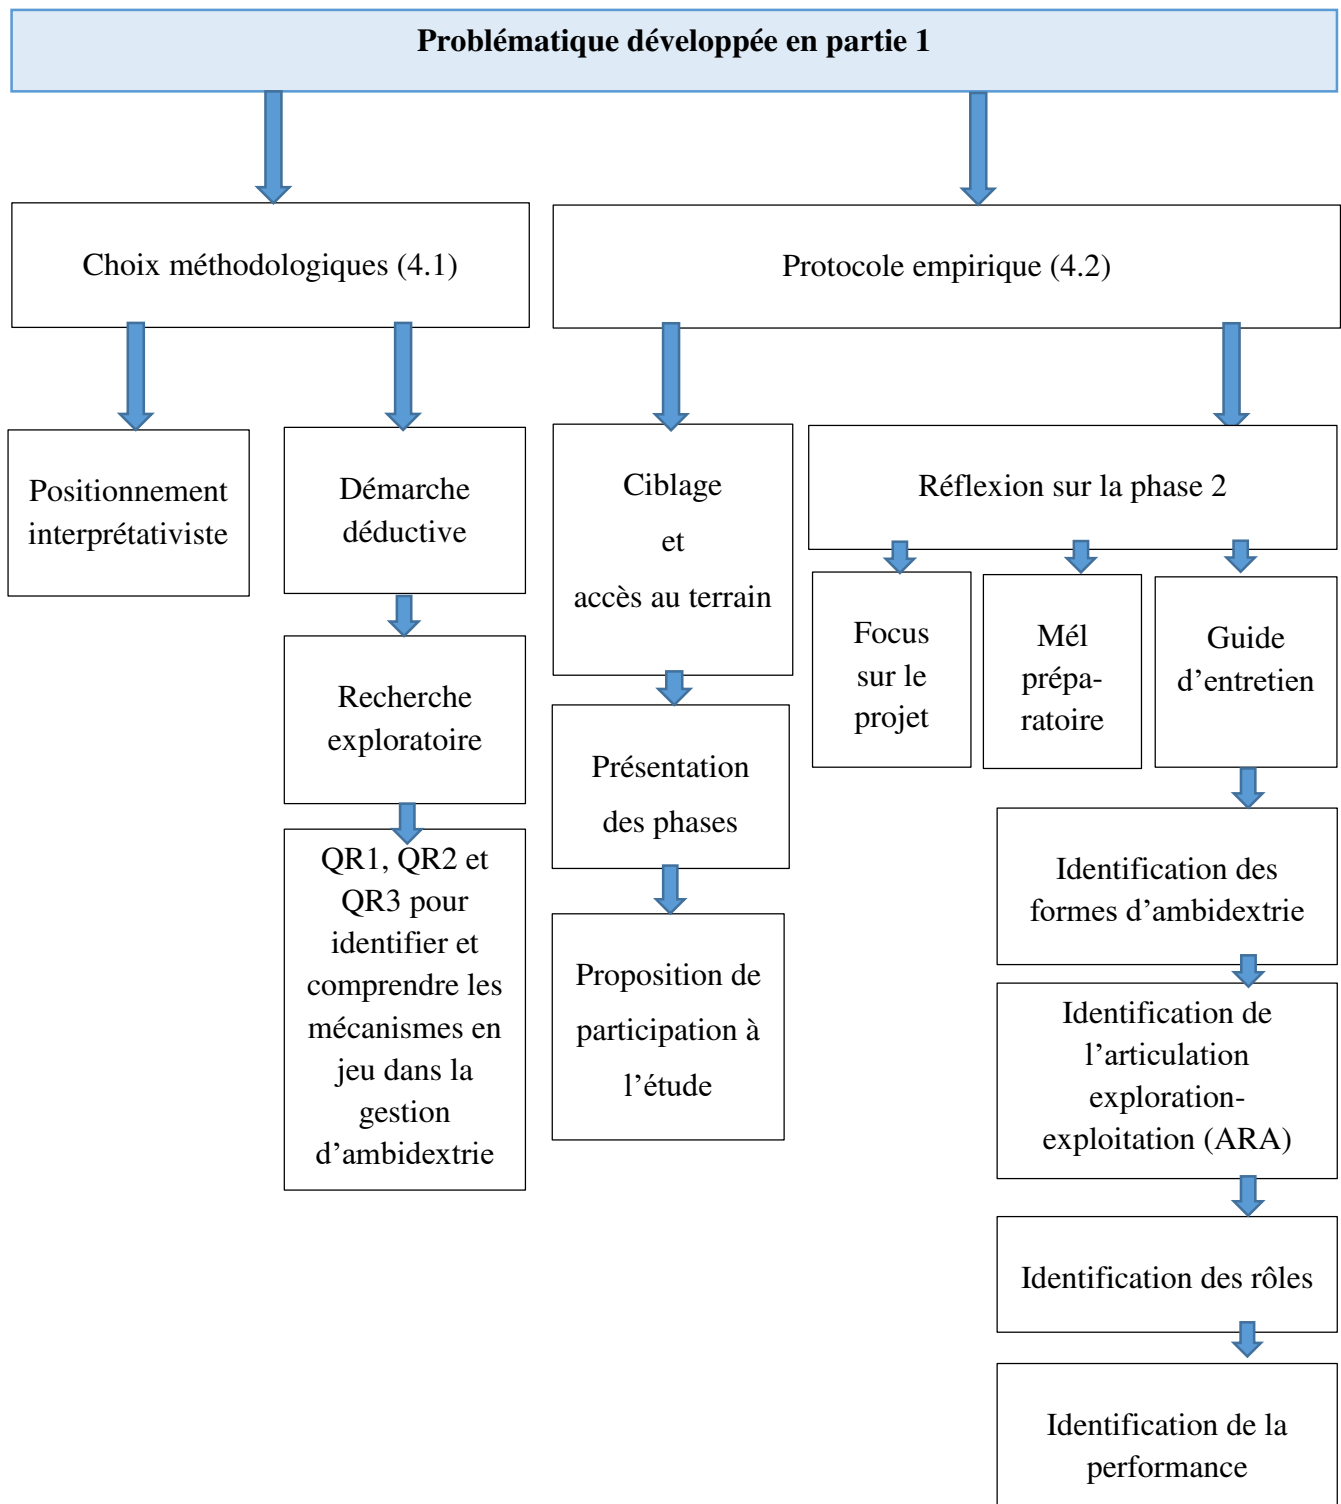 Problématique développée en partie 1
Choix méthodologiques (4.1)
Protocole empirique (4.2)
Positionnement
interprétativiste
Démarche
déductive
Recherche
exploratoire
QR1, QR2 et
QR3 pour
identifier et
comprendre les
mécanismes en
jeu dans la
gestion
d’ambidextrie
Ciblage
et
accès au terrain
Présentation
des phases
Proposition de
participation à
l’étude
Réflexion sur la phase 2
Focus
sur le
projet
Mél
prépa-
ratoire
Guide
d’entretien
Identification des
formes d’ambidextrie
Identification de
l’articulation
exploration-
exploitation (ARA)
Identification des rôles
Identification de la
performance